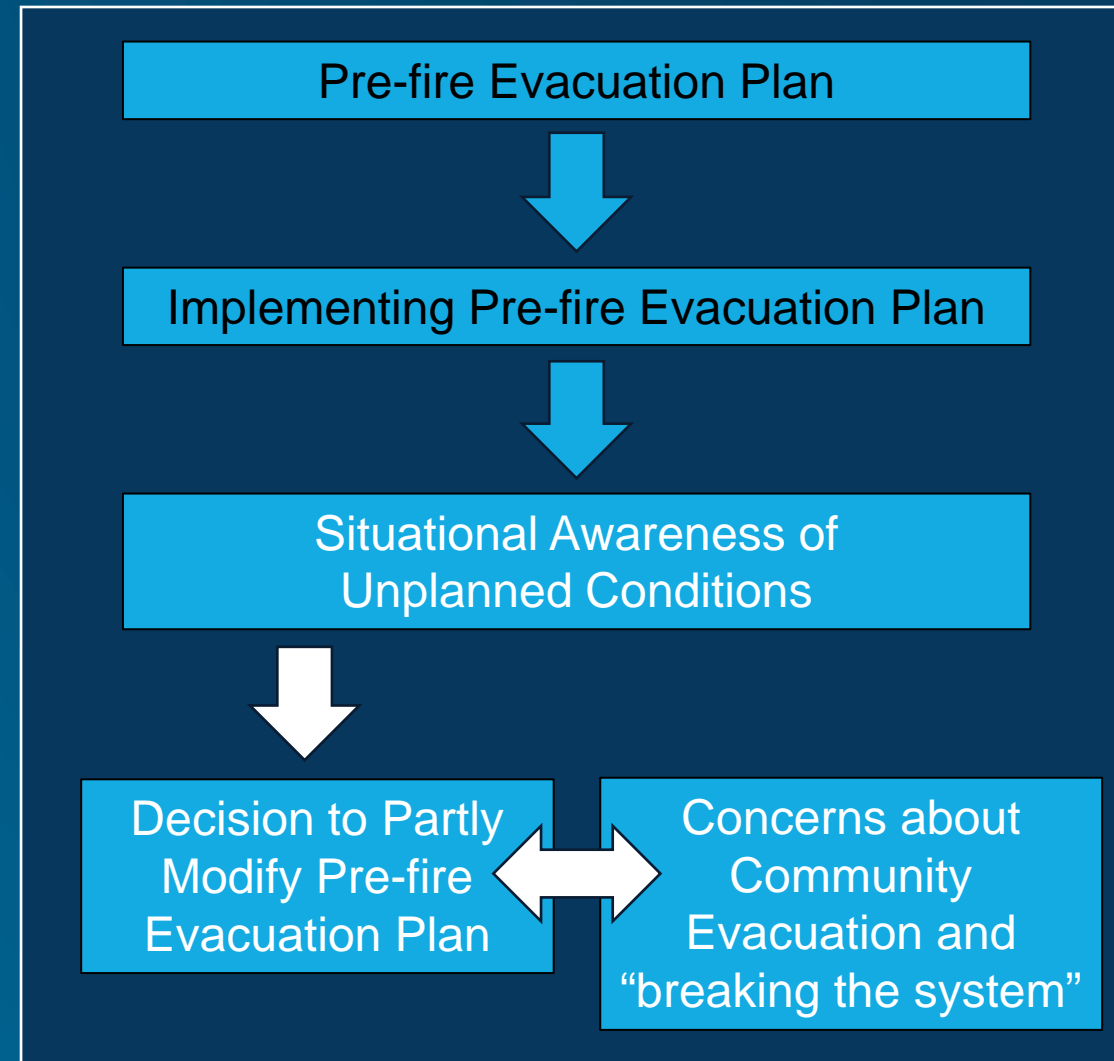 Pre-fire Evacuation Plan
Implementing Pre-fire Evacuation Plan
Situational Awareness of
Unplanned Conditions
Decision to Partly
Modify Pre-fire
Evacuation Plan
Concerns about
Community
Evacuation and
“breaking the system”